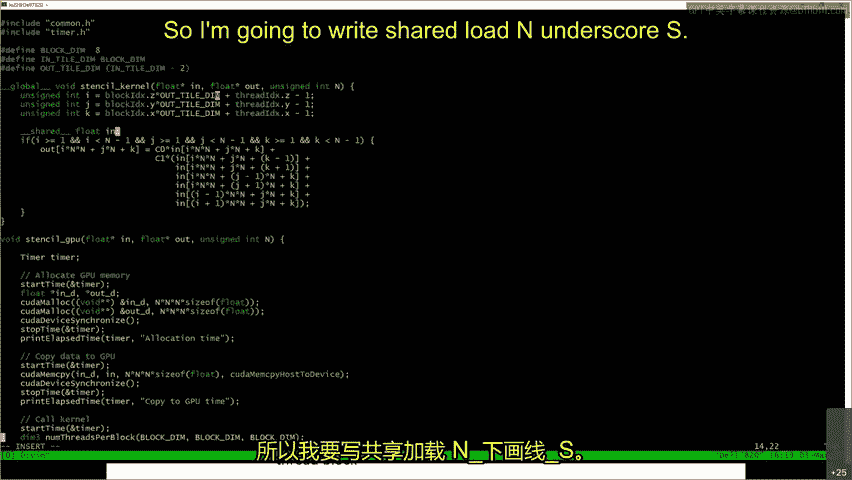 So I'm going to write shared load N underscore S.
#include "common.h"
#include "timer.h"
#define BLOCK_DIM 8
#define IN_TILE_DIM BLOCK_DIM
#define OUT_TILE_DIM (IN_TILE_DIM - 2)
__global__ void stencil_kernel(float* in, float* out, unsigned int N) {
unsigned int i = blockIdx.z*OUT_TILE_DIM + threadIdx.z - 1;
unsigned int j = blockIdx.y*OUT_TILE_DIM + threadIdx.y - 1;
unsigned int k = blockIdx.x*OUT_TILE_DIM + threadIdx.x - 1;
__shared__ float in
if(i >= 1 && i < N - 1 && j >= 1 && j < N - 1 && k >= 1 && k < N - 1) {
out[i*N*N + j*N + k] = C0*in[i*N*N + j*N + k] +
C1*(in[i*N*N + j*N + (k - 1)] +
in[i*N*N + j*N + (k + 1)] +
in[i*N*N + (j - 1)*N + k] +
in[i*N*N + (j + 1)*N + k] +
in[(i - 1)*N*N + j*N + k] +
in[(i + 1)*N*N + j*N + k]);
}
}
void stencil_gpu(float* in, float* out, unsigned int N) {
Timer timer;
// Allocate GPU memory
startTime(&timer);
float *in_d, *out_d;
cudaMalloc((void**) &in_d, N*N*N*sizeof(float));
cudaMalloc((void**) &out_d, N*N*N*sizeof(float));
cudaDeviceSynchronize();
stopTime(&timer);
printElapsedTime(timer, "Allocation time");
// Copy data to GPU
startTime(&timer);
cudaMemcpy(in_d, in, N*N*N*sizeof(float), cudaMemcpyHostToDevice);
cudaDeviceSynchronize();
stopTime(&timer);
printElapsedTime(timer, "Copy to GPU time");
// Call kernel
startTime(&timer);
dim3 numThreadsPerBlock(BLOCK_DIM, BLOCK_DIM, BLOCK_DIM);
-- INSERT --
14,22
所以我要写共享加载 N_下画线_S。
+25